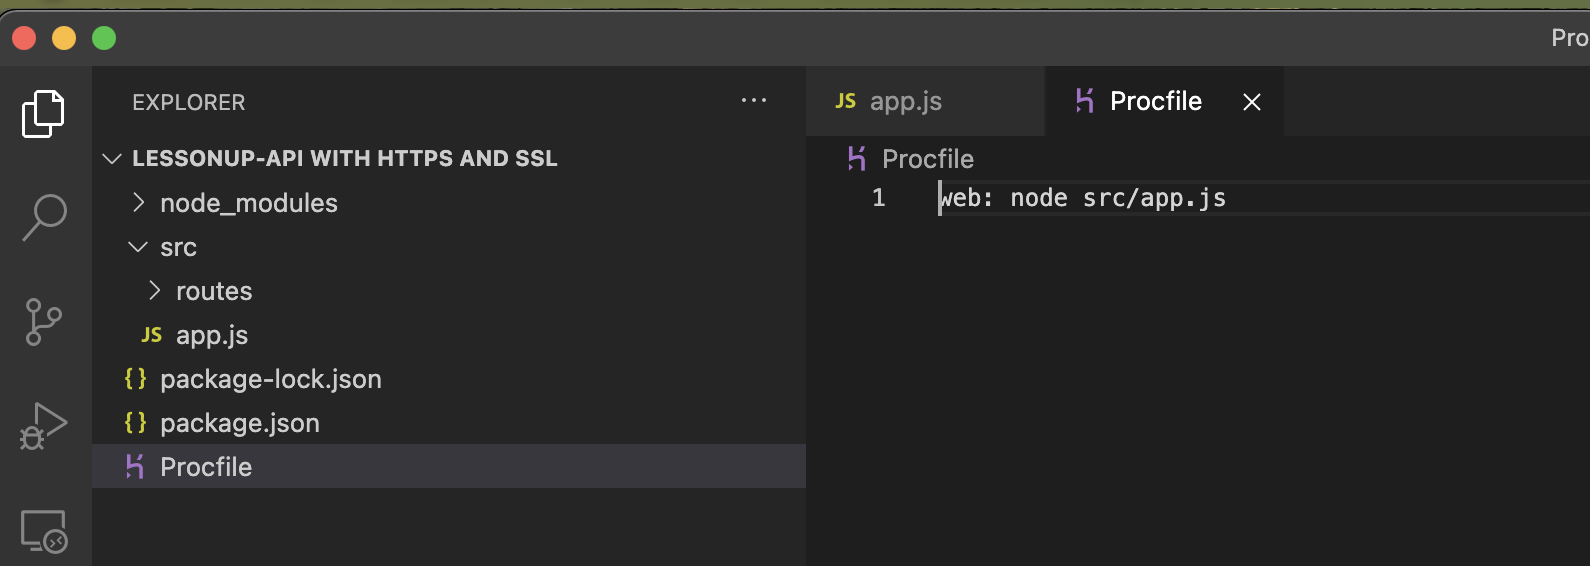 Pro
EXPLORER
LESSONUP-API WITH HTTPS AND SSL
node_modules
src
routes
JS app.js
{} package-lock.json
{} package.json
Procfile
JS app.js
Procfile
Procfile
1 web: node src/app.js